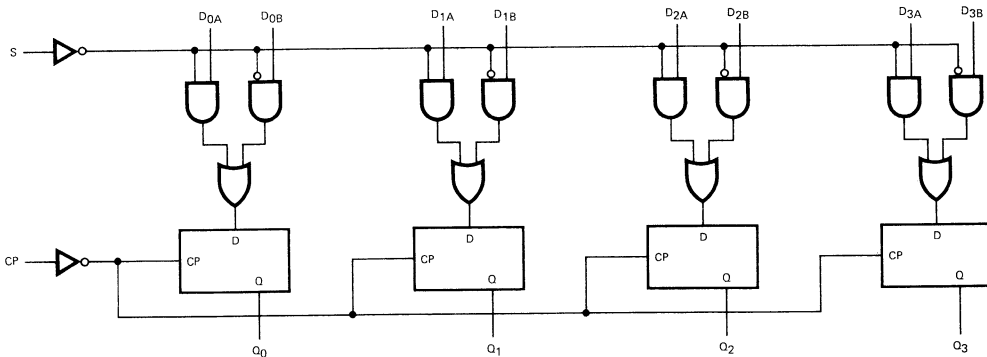 D0A D0B D1A D1B D2A D2B D3A D3B
S
D D D D
CP CP CP CP CP
Q Q Q Q
Q0 Q1 Q2 Q3